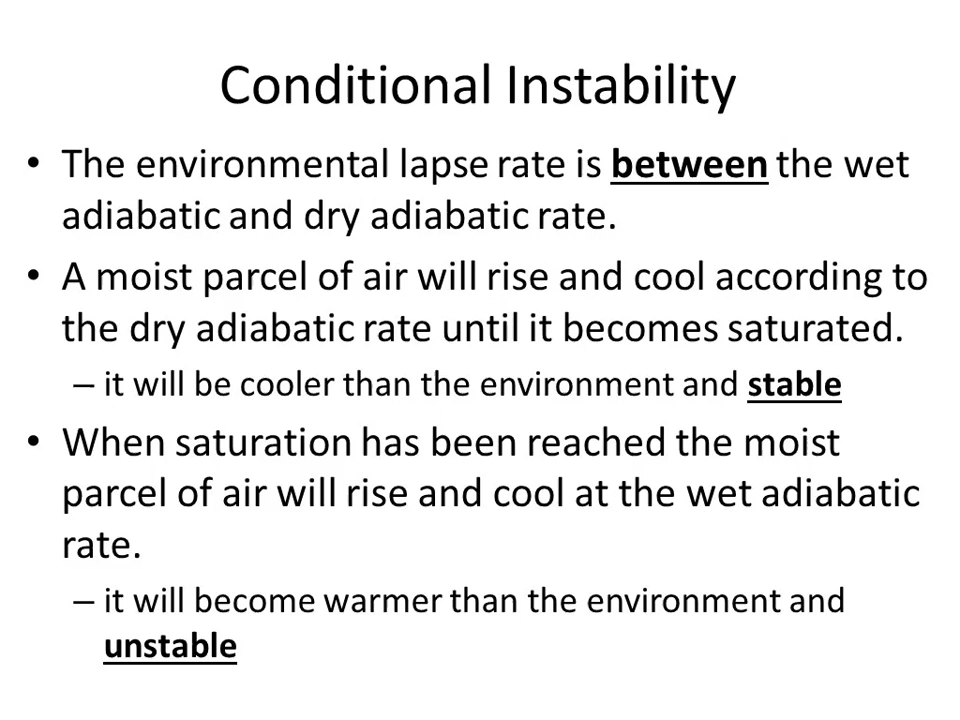 Conditional Instability
• The environmental lapse rate is between the wet
adiabatic and dry adiabatic rate.
• A moist parcel of air will rise and cool according to
the dry adiabatic rate until it becomes saturated.
– it will be cooler than the environment and stable
• When saturation has been reached the moist
parcel of air will rise and cool at the wet adiabatic
rate.
– it will become warmer than the environment and
unstable